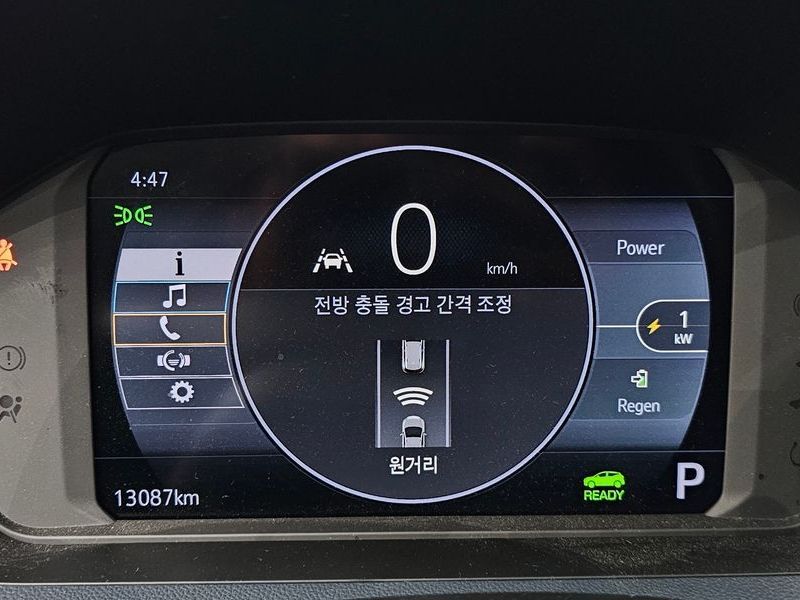 4:47
0
km/h
i
전방 충돌 경고 간격 조정
원거리
Power
1
kW
Regen
13087km
READY
P